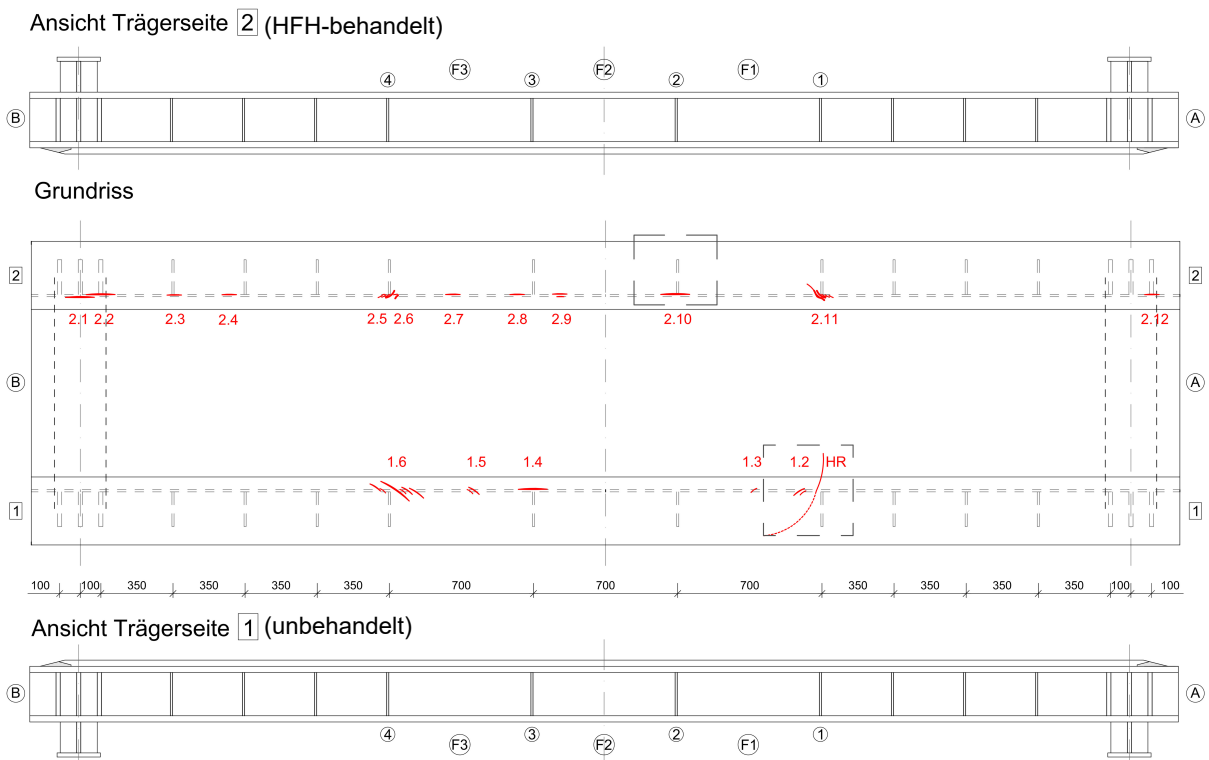 Ansicht Trägerseite 2 (HFH-behandelt)
4 F3 3 F2 2 F1 1
B A
Grundriss
2 2
2.1 2.2 2.3 2.4 2.5 2.6 2.7 2.8 2.9 2.10 2.11 2.12
B A
1.6 1.5 1.4 1.3 1.2 HR
1 1
100 100 350 350 350 350 700 700 700 350 350 350 350 100 100
Ansicht Trägerseite 1 (unbehandelt)
B A
4 F3 3 F2 2 F1 1